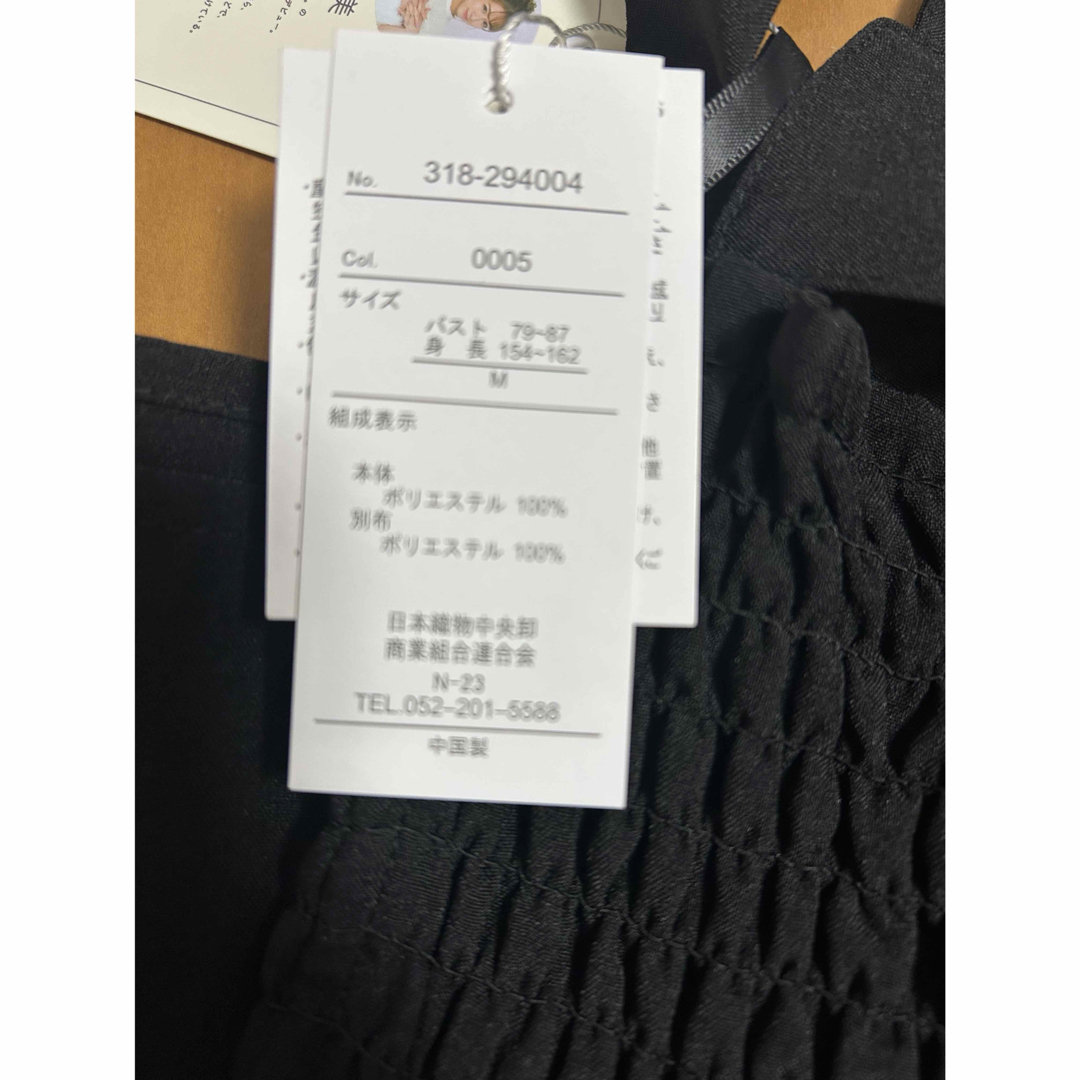 No. 318-294004
Col. 0005
サイズ
バスト 79~87
身 長 154~162
M
組成表示
本体
ポリエステル 100%
別布
ポリエステル 100%
日本織物中央卸
商業組合連合会
N-23
TEL.052-201-5588
中国製